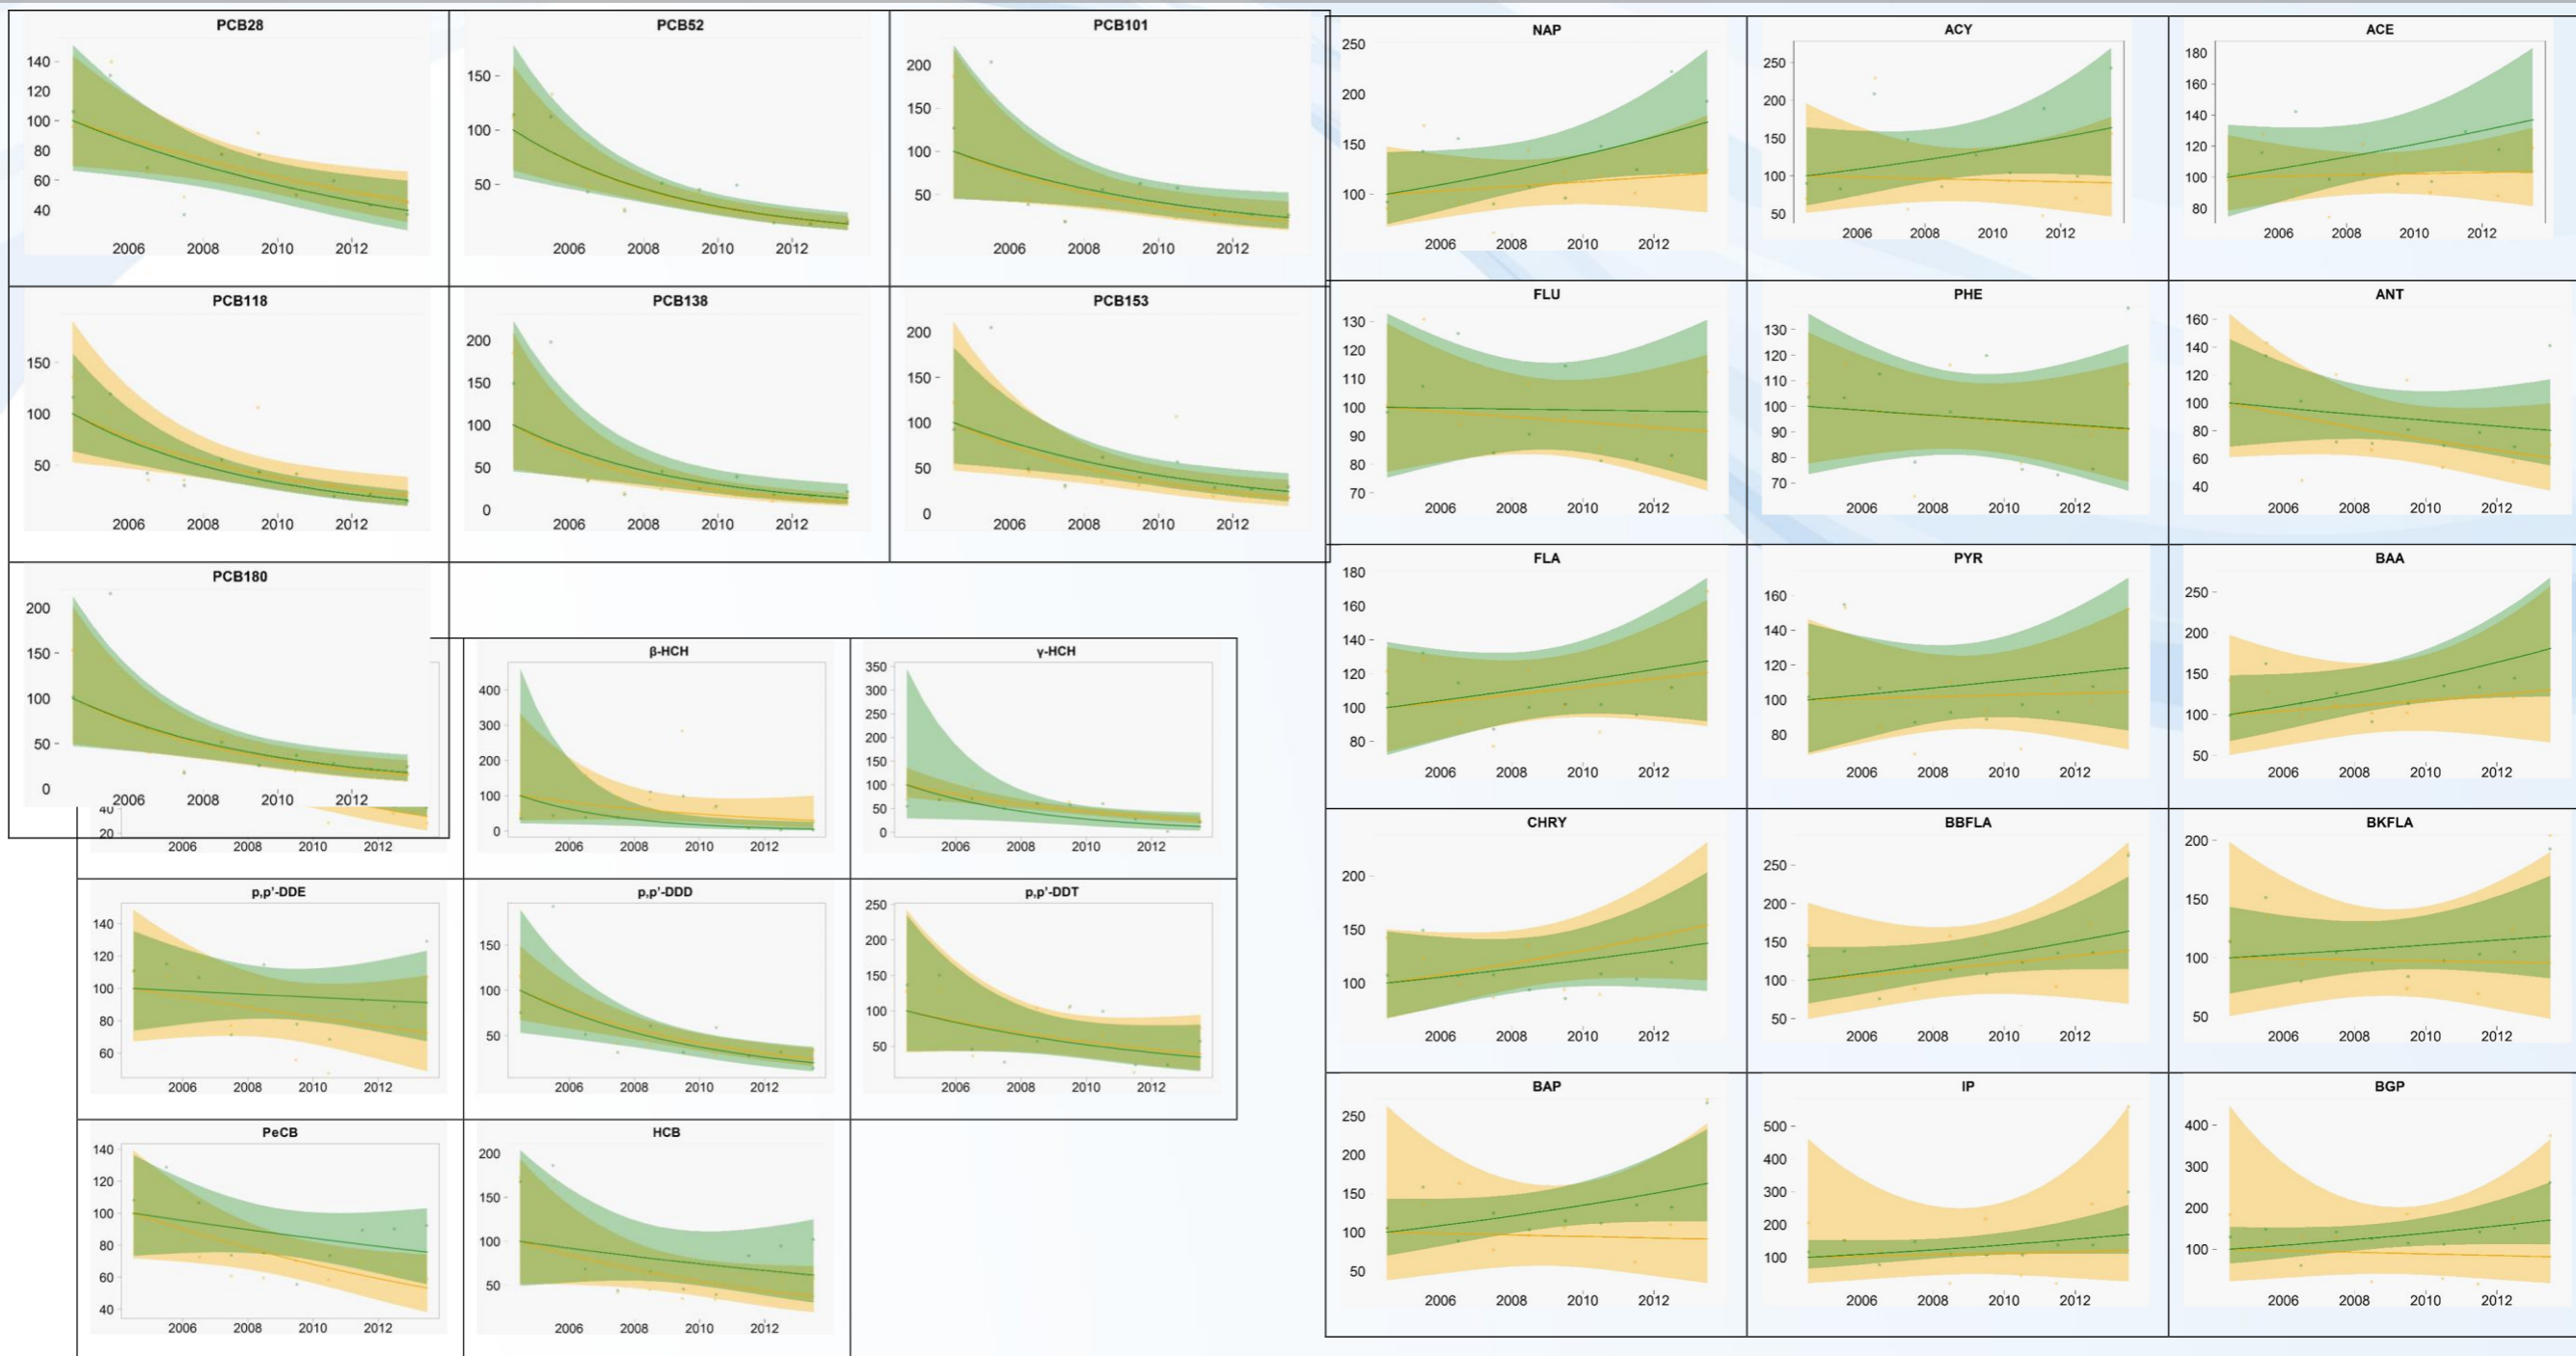 PCB28
140
120
100
80
60
40
2006 2008 2010 2012
PCB52
150
100
50
2006 2008 2010 2012
PCB101
200
150
100
50
2006 2008 2010 2012
PCB118
150
100
50
2006 2008 2010 2012
PCB138
200
150
100
50
0
2006 2008 2010 2012
PCB153
200
150
100
50
0
2006 2008 2010 2012
PCB180
200
150
100
50
0
2006 2008 2010 2012
40
20
2006 2008 2010 2012
β-HCH
400
300
200
100
0
2006 2008 2010 2012
γ-HCH
350
300
250
200
150
100
50
0
2006 2008 2010 2012
p,p'-DDE
140
120
100
80
60
2006 2008 2010 2012
p,p'-DDD
150
100
50
2006 2008 2010 2012
p,p'-DDT
250
200
150
100
50
2006 2008 2010 2012
PeCB
140
120
100
80
60
40
2006 2008 2010 2012
HCB
200
150
100
50
2006 2008 2010 2012
NAP
250
200
150
100
2006 2008 2010 2012
ACY
250
200
150
100
50
2006 2008 2010 2012
ACE
180
160
140
120
100
80
2006 2008 2010 2012
FLU
130
120
110
100
90
80
70
2006 2008 2010 2012
PHE
130
120
110
100
90
80
70
2006 2008 2010 2012
ANT
160
140
120
100
80
60
40
2006 2008 2010 2012
FLA
180
160
140
120
100
80
2006 2008 2010 2012
PYR
160
140
120
100
80
2006 2008 2010 2012
BAA
250
200
150
100
50
2006 2008 2010 2012
CHRY
200
150
100
2006 2008 2010 2012
BBFLA
250
200
150
100
50
2006 2008 2010 2012
BKFLA
200
150
100
50
2006 2008 2010 2012
BAP
250
200
150
100
50
2006 2008 2010 2012
IP
500
400
300
200
100
2006 2008 2010 2012
BGP
400
300
200
100
2006 2008 2010 2012